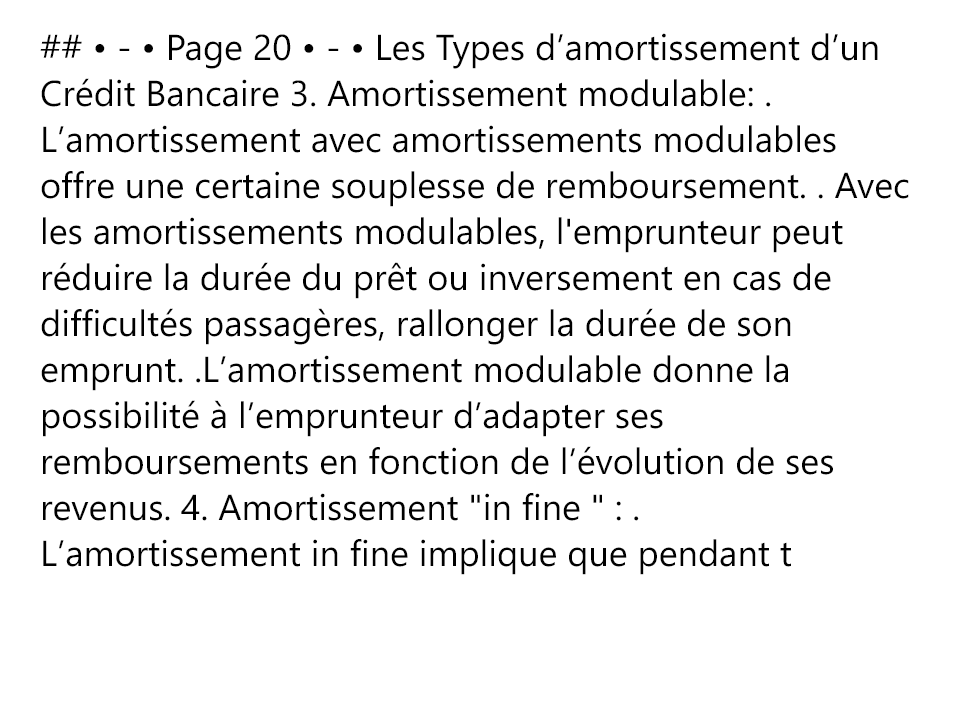 ## • - • Page 20 • - • Les Types d’amortissement d’un
Crédit Bancaire 3. Amortissement modulable: .
L’amortissement avec amortissements modulables
offre une certaine souplesse de remboursement. . Avec
les amortissements modulables, l'emprunteur peut
réduire la durée du prêt ou inversement en cas de
difficultés passagères, rallonger la durée de son
emprunt. .L’amortissement modulable donne la
possibilité à l’emprunteur d’adapter ses
remboursements en fonction de l’évolution de ses
revenus. 4. Amortissement "in fine " : .
L’amortissement in fine implique que pendant t